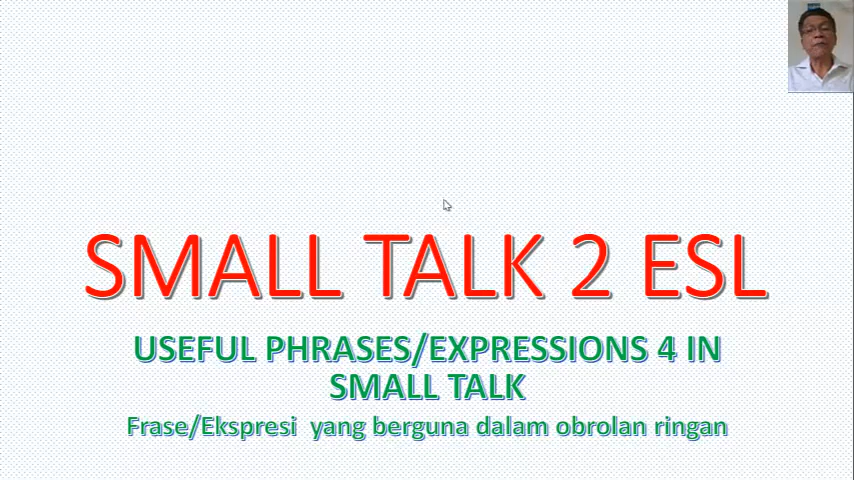 SMALL TALK 2 ESL
USEFUL PHRASES/EXPRESSIONS 4 IN
SMALL TALK
Frase/Ekspresi yang berguna dalam obrolan ringan